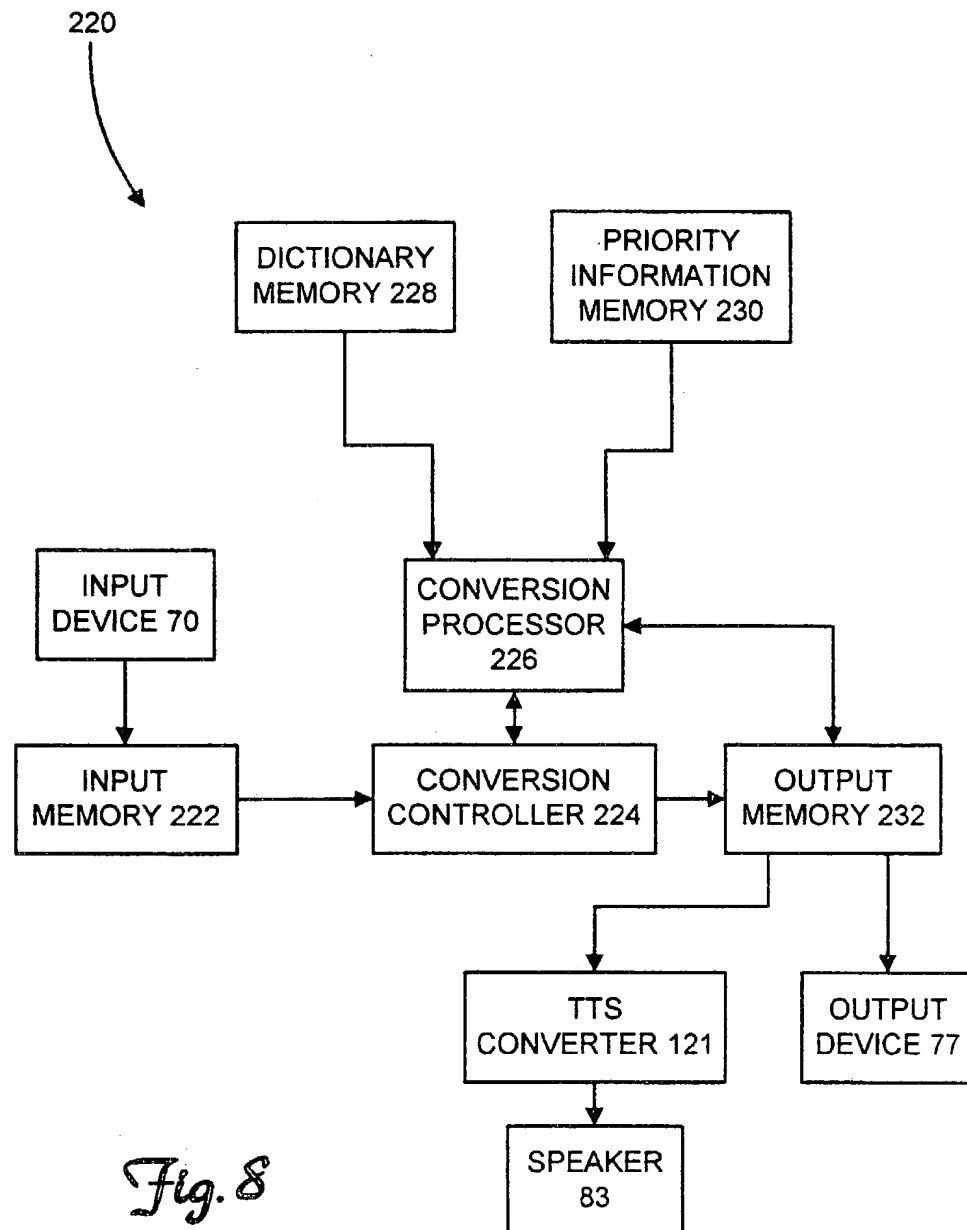 220
DICTIONARY
MEMORY 228
PRIORITY
INFORMATION
MEMORY 230
INPUT
DEVICE 70
CONVERSION
PROCESSOR
226
INPUT
MEMORY 222
CONVERSION
CONTROLLER 224
OUTPUT
MEMORY 232
TTS
CONVERTER 121
OUTPUT
DEVICE 77
SPEAKER
83
Fig. 8